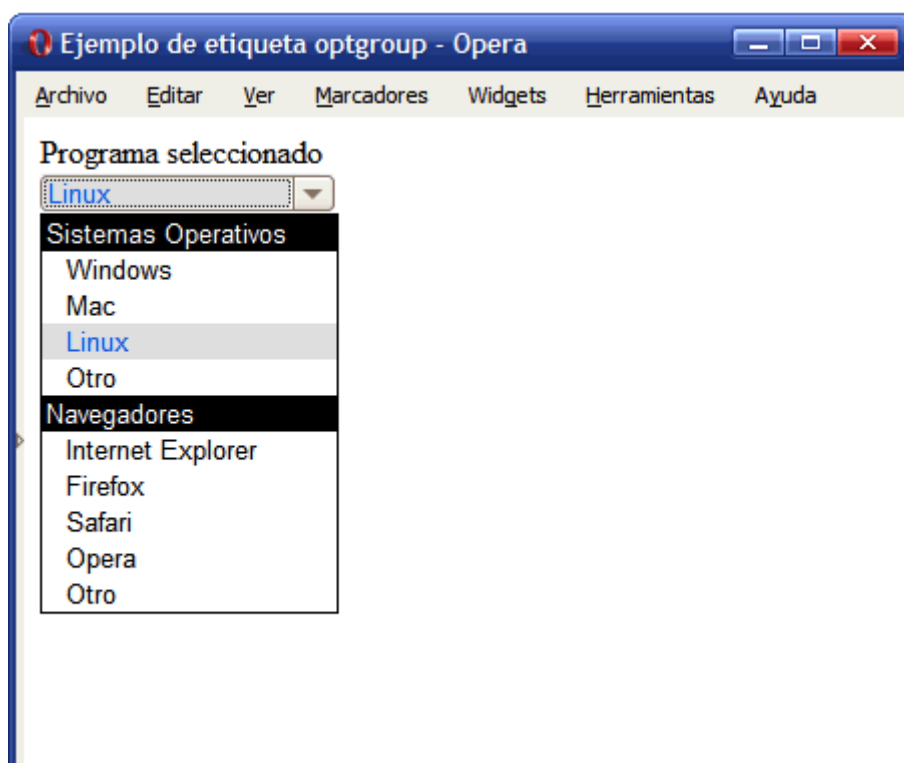 Ejemplo de etiqueta optgroup - Opera
Archivo Editar Ver Marcadores Widgets Herramientas Ayuda
Programa seleccionado
Linux
Sistemas Operativos
Windows
Mac
Linux
Otro
Navegadores
Internet Explorer
Firefox
Safari
Opera
Otro